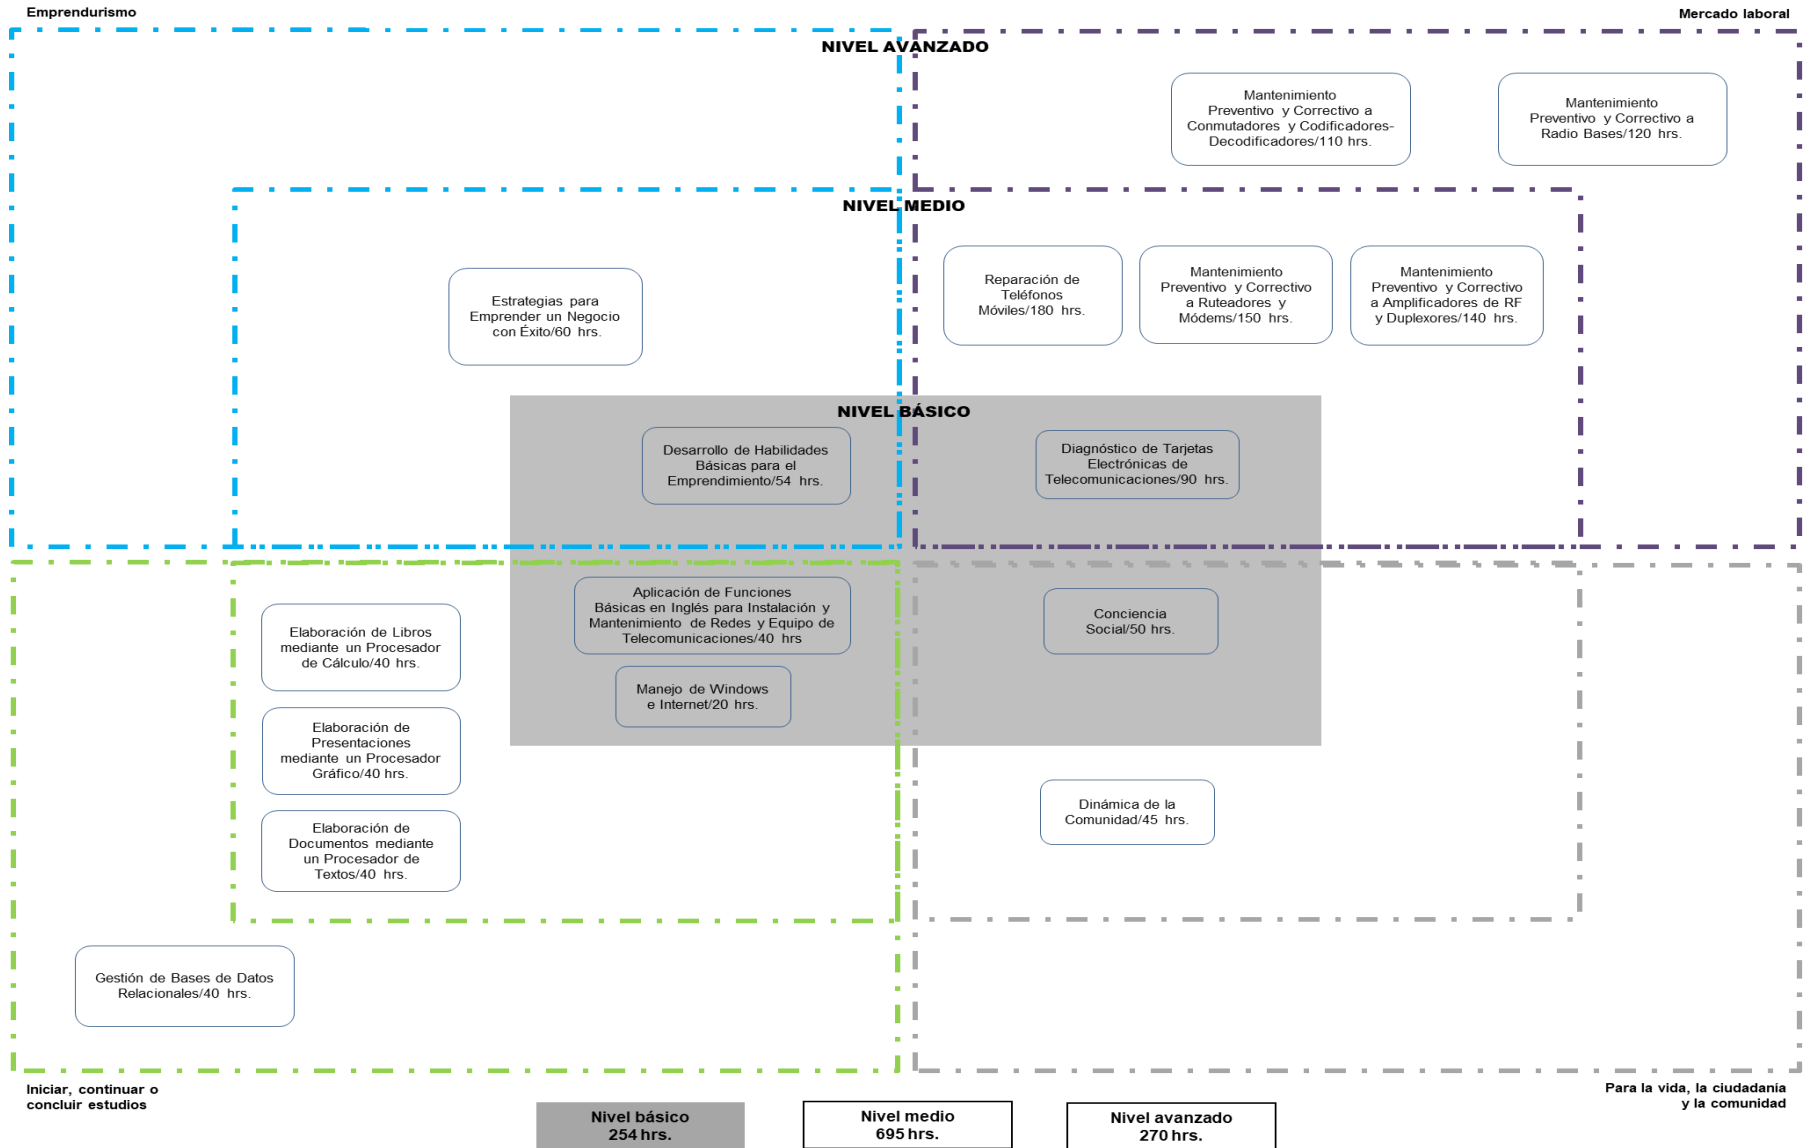 Emprendurismo
Mercado laboral
NIVEL AVANZADO
Mantenimiento
Preventivo y Correctivo a
Conmutadores y Codificadores-
Decodificadores/110 hrs.
Mantenimiento
Preventivo y Correctivo a
Radio Bases/120 hrs.
NIVEL MEDIO
Estrategias para
Emprender un Negocio
con Éxito/60 hrs.
Reparación de
Teléfonos
Móviles/180 hrs.
Mantenimiento
Preventivo y Correctivo
a Ruteadores y
Módems/150 hrs.
Mantenimiento
Preventivo y Correctivo
a Amplificadores de RF
y Duplexores/140 hrs.
NIVEL BÁSICO
Desarrollo de Habilidades
Básicas para el
Emprendimiento/54 hrs.
Diagnóstico de Tarjetas
Electrónicas de
Telecomunicaciones/90 hrs.
Aplicación de Funciones
Básicas en Inglés para Instalación y
Mantenimiento de Redes y Equipo de
Telecomunicaciones/40 hrs
Conciencia
Social/50 hrs.
Elaboración de Libros
mediante un Procesador
de Cálculo/40 hrs.
Manejo de Windows
e Internet/20 hrs.
Elaboración de
Presentaciones
mediante un Procesador
Gráfico/40 hrs.
Dinámica de la
Comunidad/45 hrs.
Elaboración de
Documentos mediante
un Procesador de
Textos/40 hrs.
Gestión de Bases de Datos
Relacionales/40 hrs.
Iniciar, continuar o
concluir estudios
Para la vida, la ciudadanía
y la comunidad
Nivel básico
254 hrs.
Nivel medio
695 hrs.
Nivel avanzado
270 hrs.